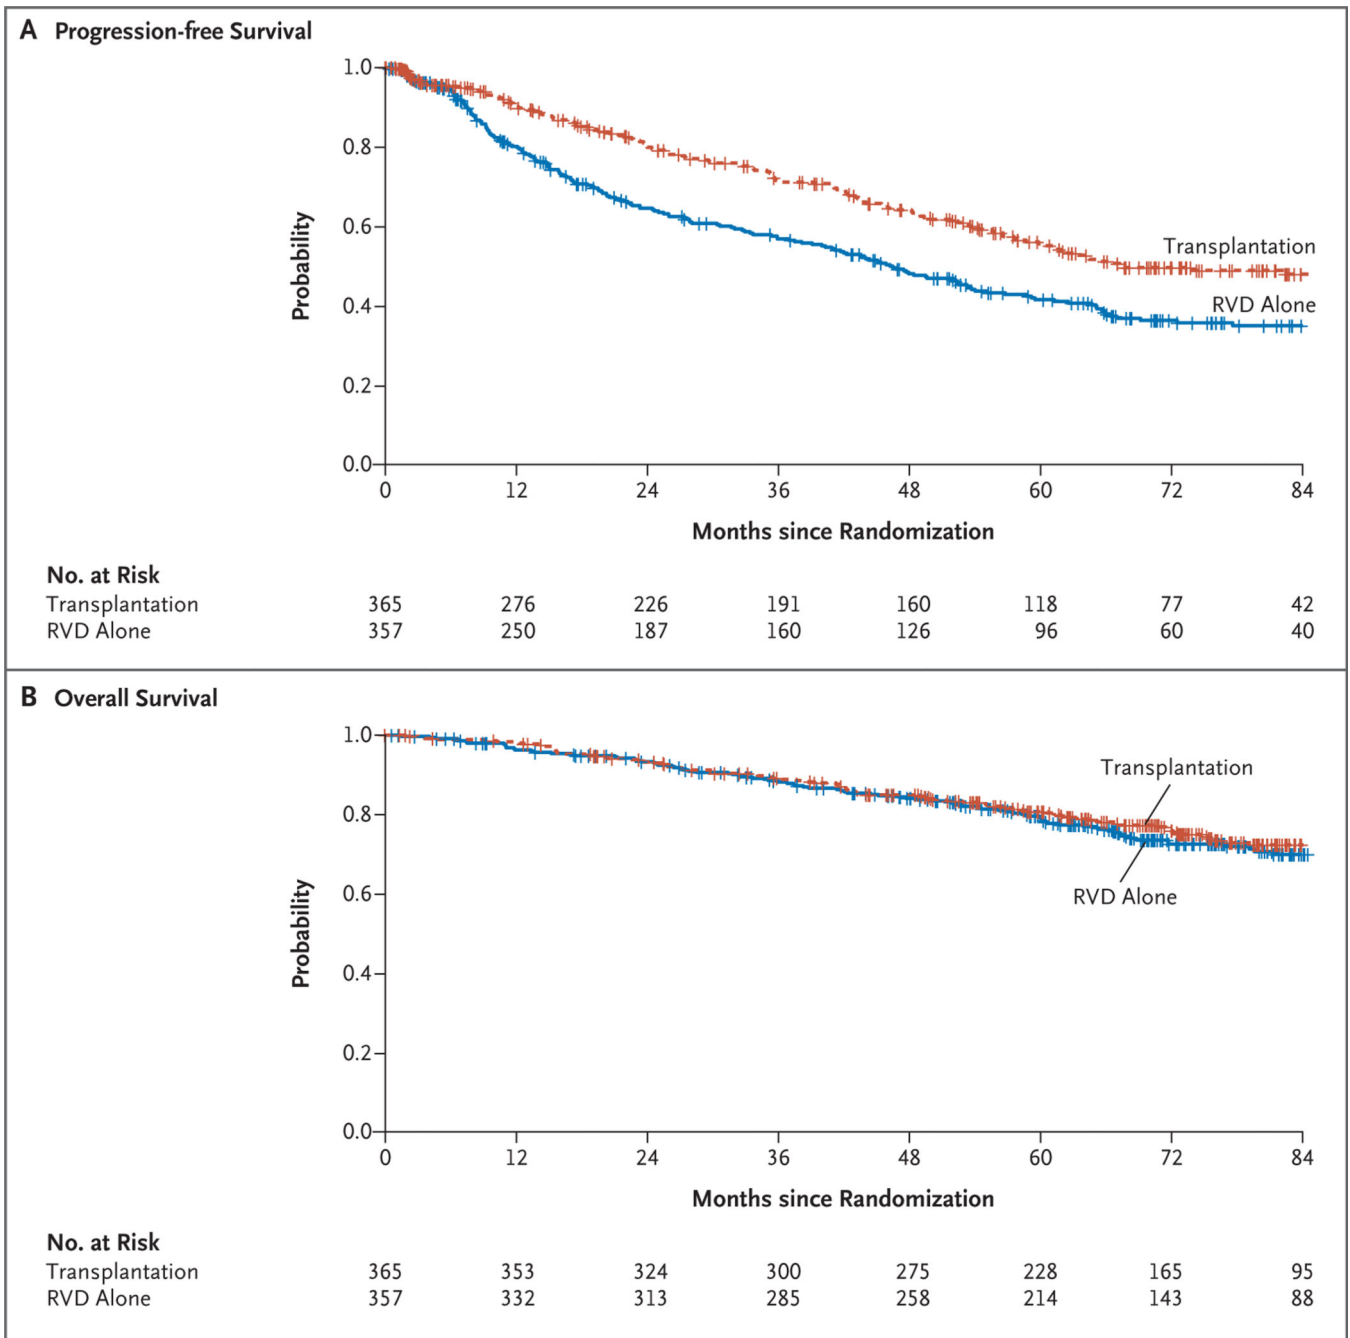 A Progression-free Survival
1.0
0.8
0.6
0.4
0.2
0.0
Probability
Transplantation
RVD Alone
0 12 24 36 48 60 72 84
Months since Randomization
No. at Risk
Transplantation 365 276 226 191 160 118 77 42
RVD Alone 357 250 187 160 126 96 60 40
B Overall Survival
1.0
0.8
0.6
0.4
0.2
0.0
Probability
Transplantation
RVD Alone
0 12 24 36 48 60 72 84
Months since Randomization
No. at Risk
Transplantation 365 353 324 300 275 228 165 95
RVD Alone 357 332 313 285 258 214 143 88